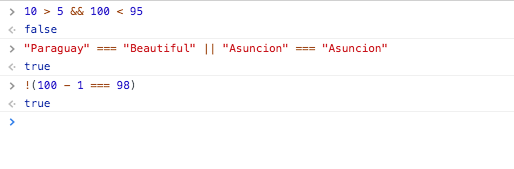 10 > 5 && 100 < 95
false
"Paraguay" === "Beautiful" || "Asuncion" === "Asuncion"
true
!(100 - 1 === 98)
true